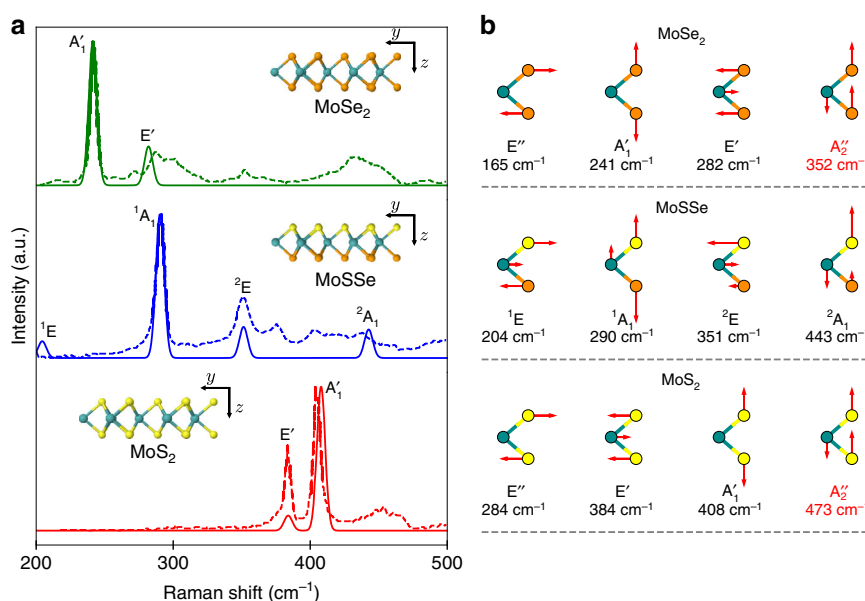 a
A′₁
E′
y
z
MoSe₂
¹A₁
²E
¹E
²A₁
y
z
MoSSe
A′₁
E′
y
z
MoS₂
Intensity (a.u.)
200 300 400 500
Raman shift (cm⁻¹)
b
MoSe₂
E″ A′₁ E′ A″₂
165 cm⁻¹ 241 cm⁻¹ 282 cm⁻¹ 352 cm⁻
MoSSe
¹E ¹A₁ ²E ²A₁
204 cm⁻¹ 290 cm⁻¹ 351 cm⁻¹ 443 cm⁻
MoS₂
E″ E′ A′₁ A″₂
284 cm⁻¹ 384 cm⁻¹ 408 cm⁻¹ 473 cm⁻